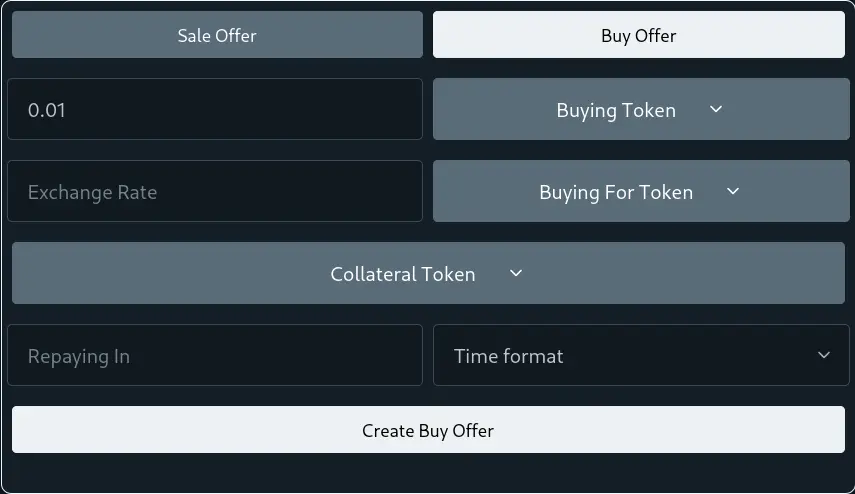 Sale Offer
Buy Offer
0.01
Buying Token
Exchange Rate
Buying For Token
Collateral Token
Repaying In
Time format
Create Buy Offer